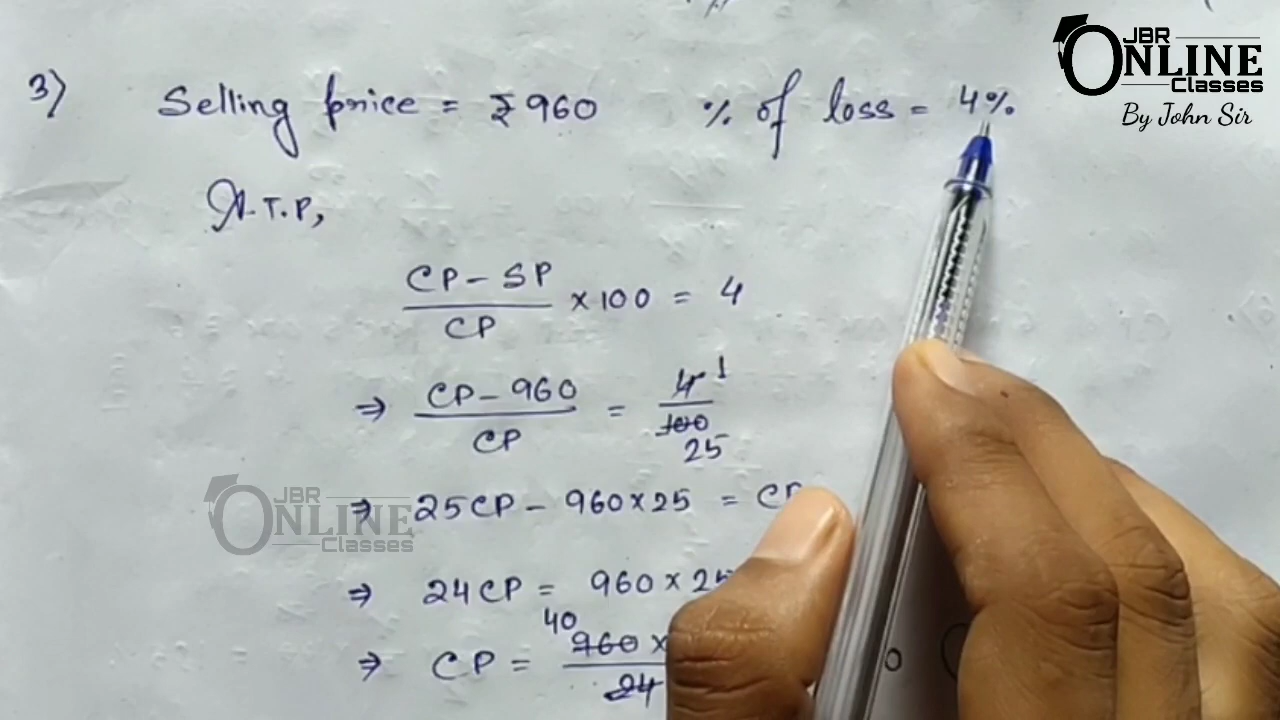 JBR
ONLINE
Classes
By John Sir
3) Selling price = ₹960 % of loss = 4%
A.T.P,
CP - SP
CP
× 100 = 4
⇒ CP - 960 = 4 1
CP 100
25
JBR
ONLINE
Classes
⇒ 25CP - 960×25 = CP
⇒ 24CP = 960×25
40
⇒ CP = 960×
24
0